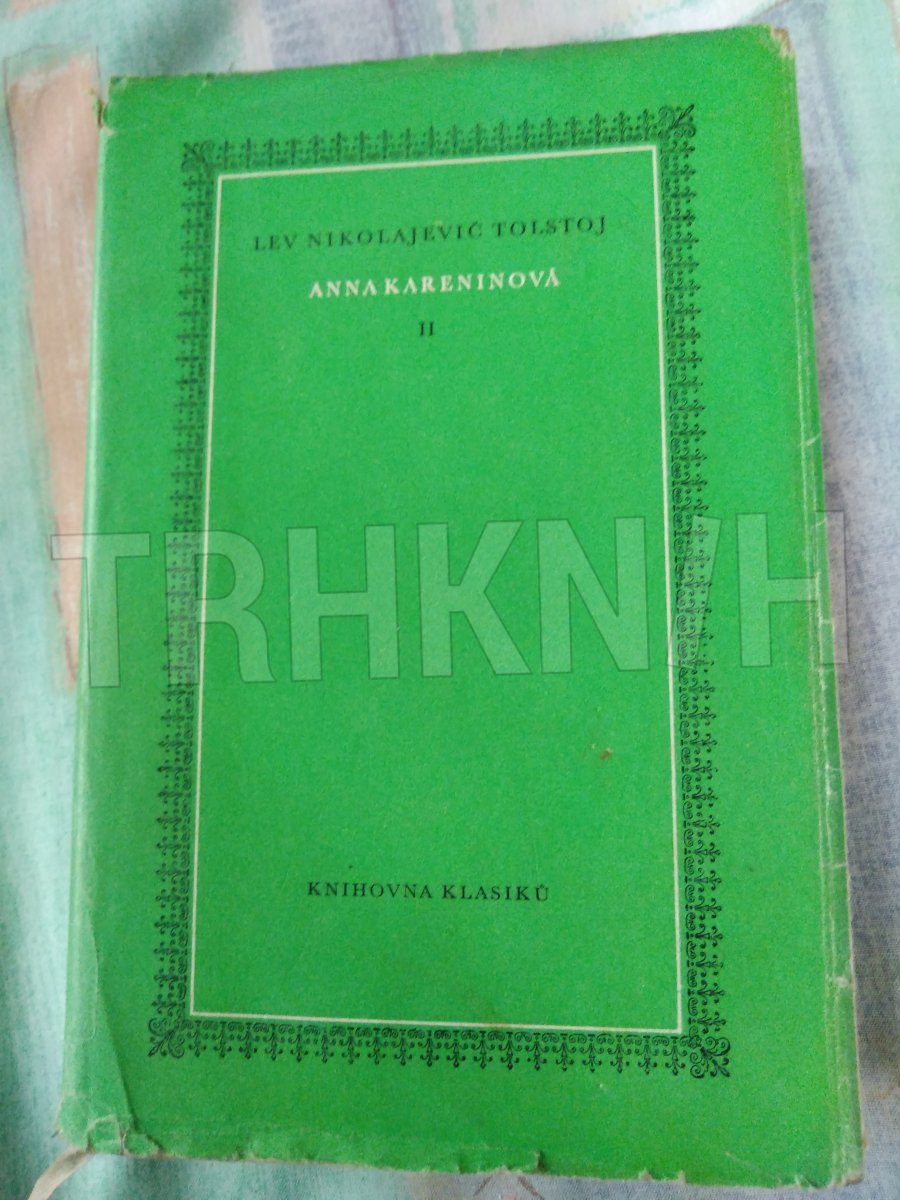 LEV NIKOLAJEVIČ TOLSTOJ
ANNA KARENINOVÁ
II
TRHKNIH
KNIHOVNA KLASIKŮ